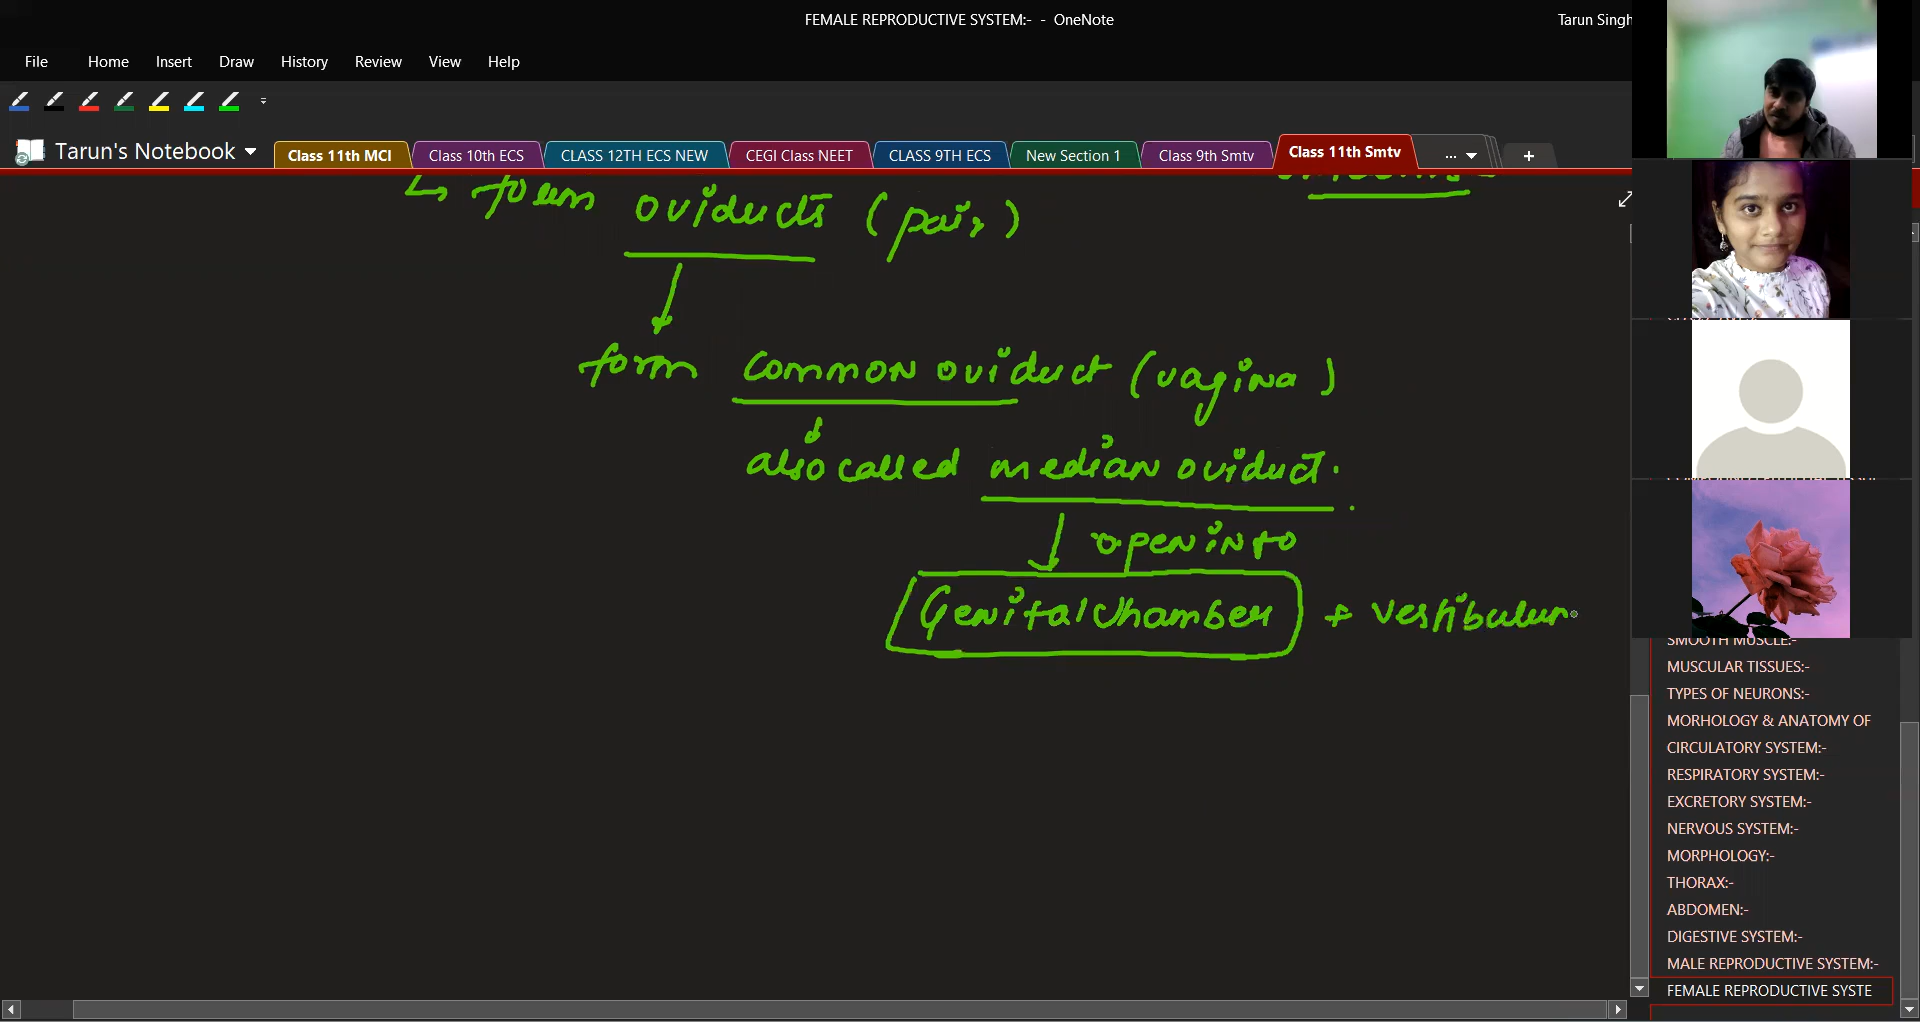 FEMALE REPRODUCTIVE SYSTEM:- - OneNote
Tarun Singh
File Home Insert Draw History Review View Help
Tarun's Notebook
Class 11th MCI
Class 10th ECS
CLASS 12TH ECS NEW
CEGI Class NEET
CLASS 9TH ECS
New Section 1
Class 9th Smtv
Class 11th Smtv
...
+
↳ form oviducts (pair)
form common oviduct (vagina)
also called median oviduct.
open into
Genital chamber + vestibulum
SMOOTH MUSCLE:-
MUSCULAR TISSUES:-
TYPES OF NEURONS:-
MORHOLOGY & ANATOMY OF
CIRCULATORY SYSTEM:-
RESPIRATORY SYSTEM:-
EXCRETORY SYSTEM:-
NERVOUS SYSTEM:-
MORPHOLOGY:-
THORAX:-
ABDOMEN:-
DIGESTIVE SYSTEM:-
MALE REPRODUCTIVE SYSTEM:-
FEMALE REPRODUCTIVE SYSTE